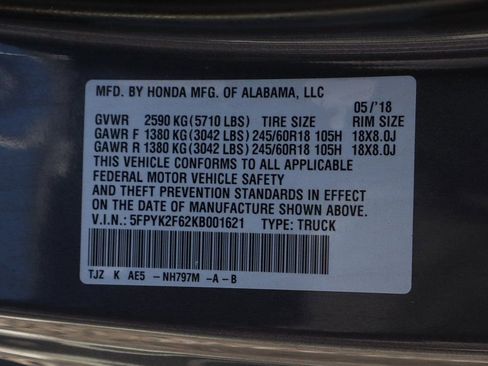 MFD. BY HONDA MFG. OF ALABAMA, LLC
05/'18
GVWR 2590 KG(5710 LBS) TIRE SIZE RIM SIZE
GAWR F 1380 KG(3042 LBS)245/60R18 105H 18X8.0J
GAWR R 1380 KG(3042 LBS)245/60R18 105H 18X8.0J
THIS VEHICLE CONFORMS TO ALL APPLICABLE
FEDERAL MOTOR VEHICLE SAFETY
AND THEFT PREVENTION STANDARDS IN EFFECT
ON THE DATE OF MANUFACTURE SHOWN ABOVE.
V.I.N.: 5FPYK2F62KB001621 TYPE: TRUCK
TJZ K AE5 - NH797M -A - B